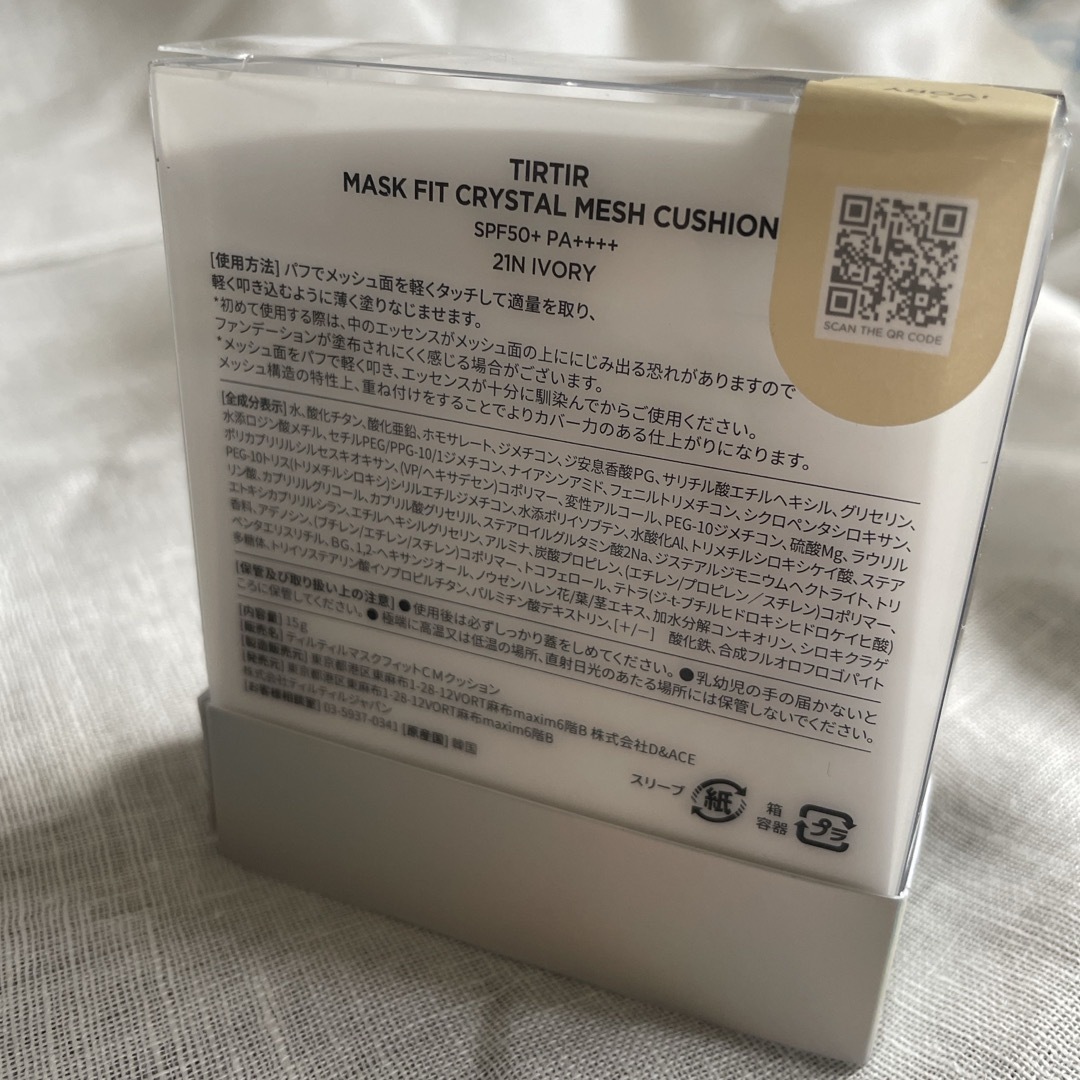 IVORY
TIRTIR
MASK FIT CRYSTAL MESH CUSHION
SPF50+ PA++++
21N IVORY
SCAN THE QR CODE
[使用方法] パフでメッシュ面を軽くタッチして適量を取り、
軽く叩き込むように薄く塗りなじませます。
*初めて使用する際は、中のエッセンスがメッシュ面の上ににじみ出る恐れがありますので
ファンデーションが塗布されにくく感じる場合がございます。
*メッシュ面をパフで軽く叩き、エッセンスが十分に馴染んでからご使用ください。
メッシュ構造の特性上、重ね付けをすることでよりカバー力のある仕上がりになります。
[全成分表示] 水、酸化チタン、酸化亜鉛、ホモサレート、ジメチコン、ジ安息香酸PG、サリチル酸エチルヘキシル、グリセリン、
水添ロジン酸メチル、セチルPEG/PPG-10/1ジメチコン、ナイアシンアミド、フェニルトリメチコン、シクロペンタシロキサン、
ポリカプリリルシルセスキオキサン、(VP/ヘキサデセン)コポリマー、変性アルコール、PEG-10ジメチコン、硫酸Mg、ラウリル
PEG-10トリス(トリメチルシロキシ)シリルエチルジメチコン、水添ポリイソブテン、水酸化Al、トリメチルシロキシケイ酸、ステア
リン酸、カプリリルグリコール、カプリル酸グリセリル、ステアロイルグルタミン酸2Na、ジステアルジモニウムヘクトライト、トリ
エトキシカプリリルシラン、エチルヘキシルグリセリン、アルミナ、炭酸プロピレン、(エチレン/プロピレン/スチレン)コポリマー、
香料、アデノシン、(ブチレン/エチレン/スチレン)コポリマー、トコフェロール、テトラ(ジ-t-ブチルヒドロキシヒドロケイヒ酸)
ペンタエリスリチル、BG、1,2-ヘキサンジオール、ノウゼンハレン花/葉/茎エキス、加水分解コンキオリン、シロキクラゲ
多糖体、トリイソステアリン酸イソプロピルチタン、パルミチン酸デキストリン、[+/-] 酸化鉄、合成フルオロフロゴパイト
[保管及び取り扱い上の注意] ●使用後は必ずしっかり蓋をしめてください。●乳幼児の手の届かないと
ころに保管してください。●極端に高温又は低温の場所、直射日光のあたる場所には保管しないでください。
[内容量] 15g
[販売名] ティルティルマスクフィットCMクッション
[製造販売元] 東京都港区東麻布1-28-12VORT麻布maxim6階B 株式会社D&ACE
[発売元] 東京都港区東麻布1-28-12VORT麻布maxim6階B
株式会社ティルティルジャパン
[お客様相談室] 03-5937-0341 [原産国] 韓国
スリーブ 紙 箱 容器 プラ